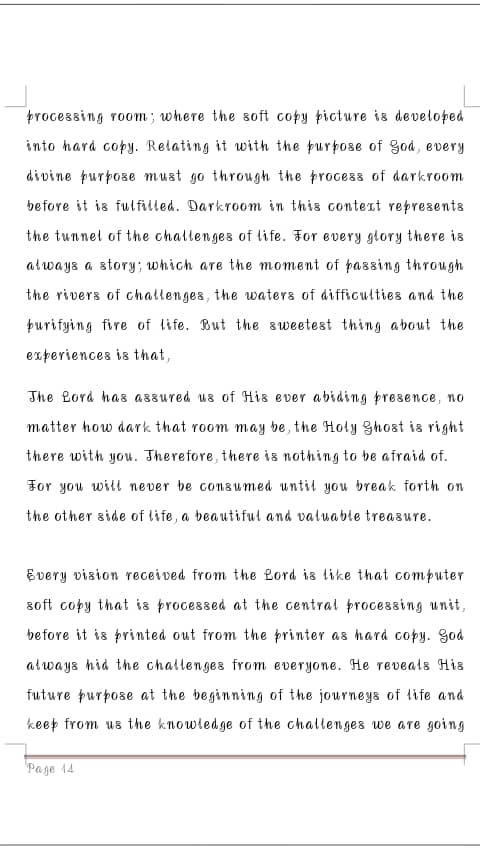 processing room; where the soft copy picture is developed
into hard copy. Relating it with the purpose of God, every
divine purpose must go through the process of darkroom
before it is fulfilled. Darkroom in this context represents
the tunnel of the challenges of life. For every glory there is
always a story; which are the moment of passing through
the rivers of challenges, the waters of difficulties and the
purifying fire of life. But the sweetest thing about the
experiences is that,
The Lord has assured us of His ever abiding presence, no
matter how dark that room may be, the Holy Ghost is right
there with you. Therefore, there is nothing to be afraid of.
For you will never be consumed until you break forth on
the other side of life, a beautiful and valuable treasure.
Every vision received from the Lord is like that computer
soft copy that is processed at the central processing unit,
before it is printed out from the printer as hard copy. God
always hid the challenges from everyone. He reveals His
future purpose at the beginning of the journeys of life and
keep from us the knowledge of the challenges we are going
Page 14